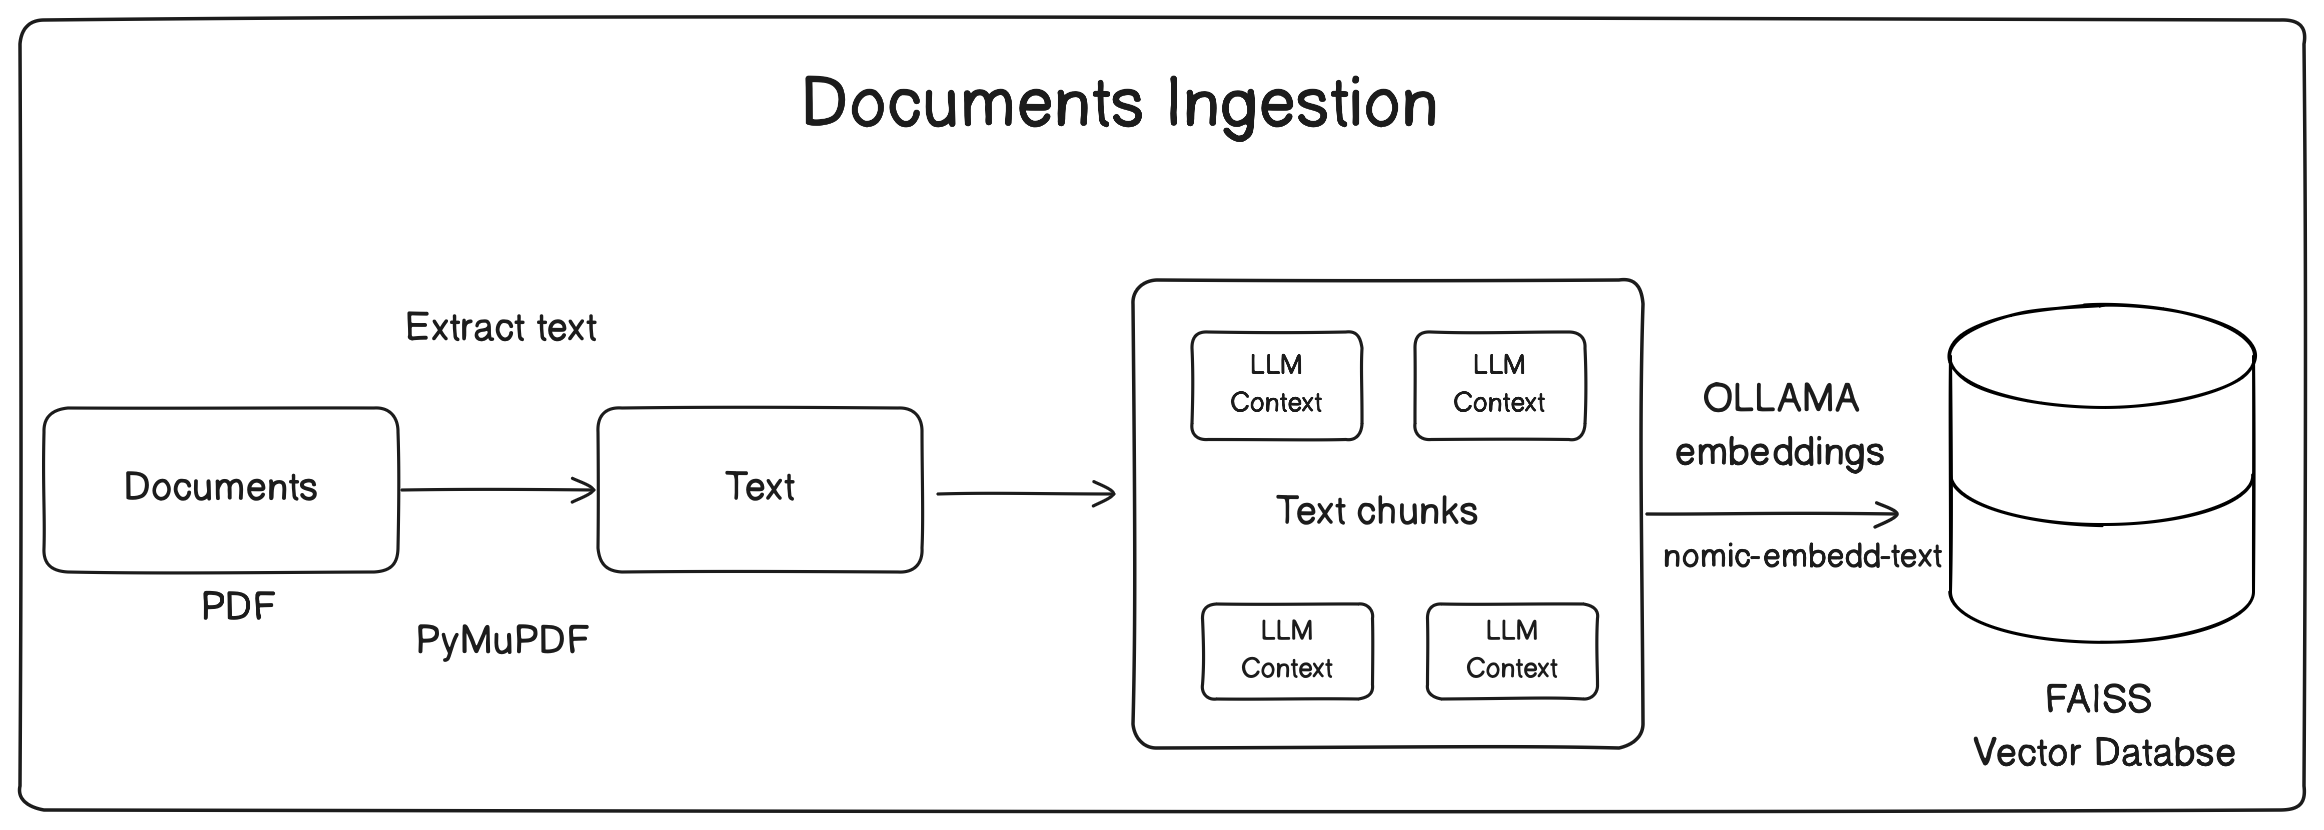 Documents Ingestion
Extract text
Documents
PDF
PyMuPDF
Text
LLM
Context
LLM
Context
Text chunks
LLM
Context
LLM
Context
OLLAMA
embeddings
nomic-embedd-text
FAISS
Vector Databse